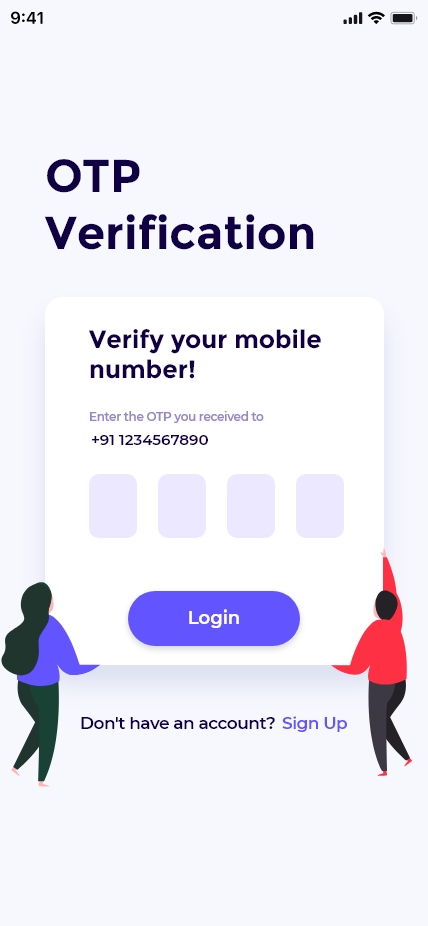 9:41
OTP
Verification
Verify your mobile
number!
Enter the OTP you received to
+91 1234567890
Login
Don't have an account? Sign Up